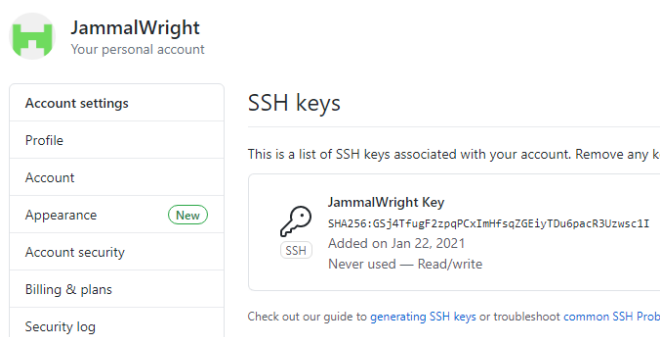 JammalWright
Your personal account
Account settings
Profile
Account
Appearance New
Account security
Billing & plans
Security log
SSH keys
This is a list of SSH keys associated with your account. Remove any k
JammalWright Key
SHA256:GSj4TfugF2zpqPCxImHfsqZGEiyTDu6pacR3Uzwsc1I
Added on Jan 22, 2021
Never used — Read/write
SSH
Check out our guide to generating SSH keys or troubleshoot common SSH Prob